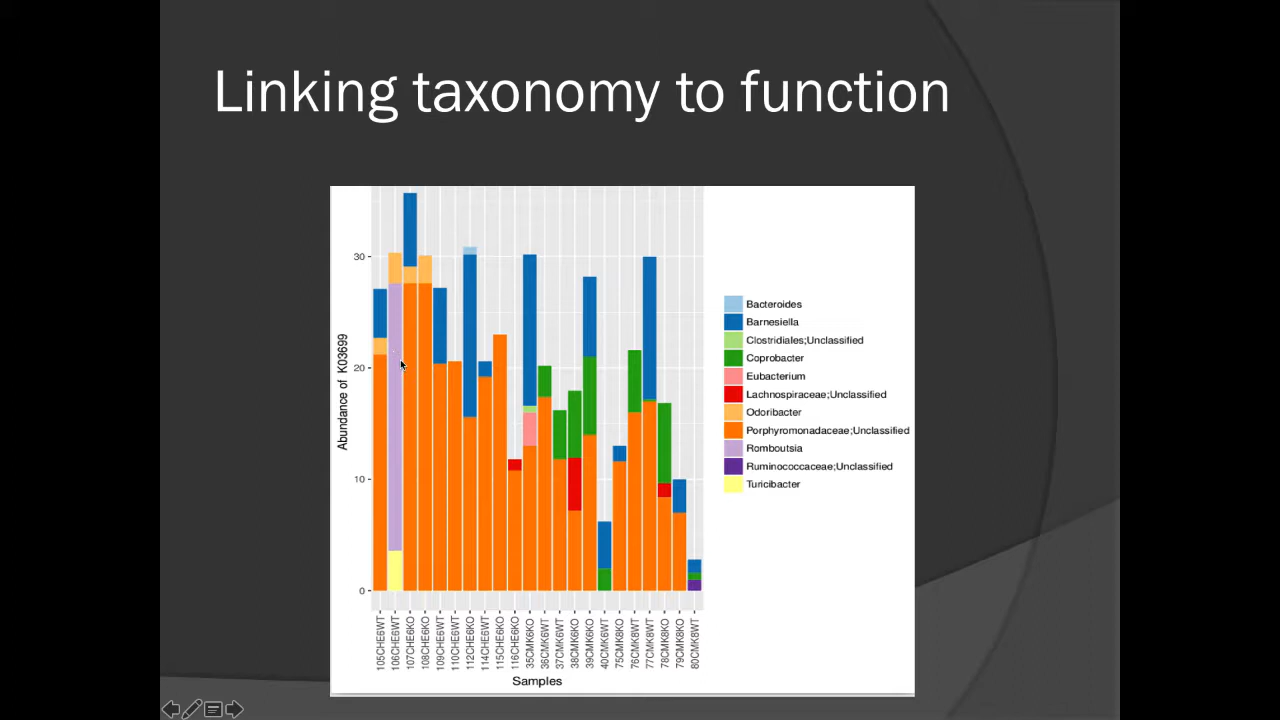 Linking taxonomy to function
Abundance of K03699
30
20
10
0
105CHE6WT
106CHE6WT
107CHE6KO
108CHE6KO
109CHE6WT
110CHE6WT
112CHE6KO
114CHE6WT
115CHE6KO
116CHE6KO
35CMK6KO
36CMK6WT
37CMK6WT
38CMK6KO
39CMK6KO
40CMK6WT
75CMK8KO
76CMK8WT
77CMK8WT
78CMK8KO
79CMK8KO
80CMK8WT
Samples
Bacteroides
Barnesiella
Clostridiales;Unclassified
Coprobacter
Eubacterium
Lachnospiraceae;Unclassified
Odoribacter
Porphyromonadaceae;Unclassified
Romboutsia
Ruminococcaceae;Unclassified
Turicibacter